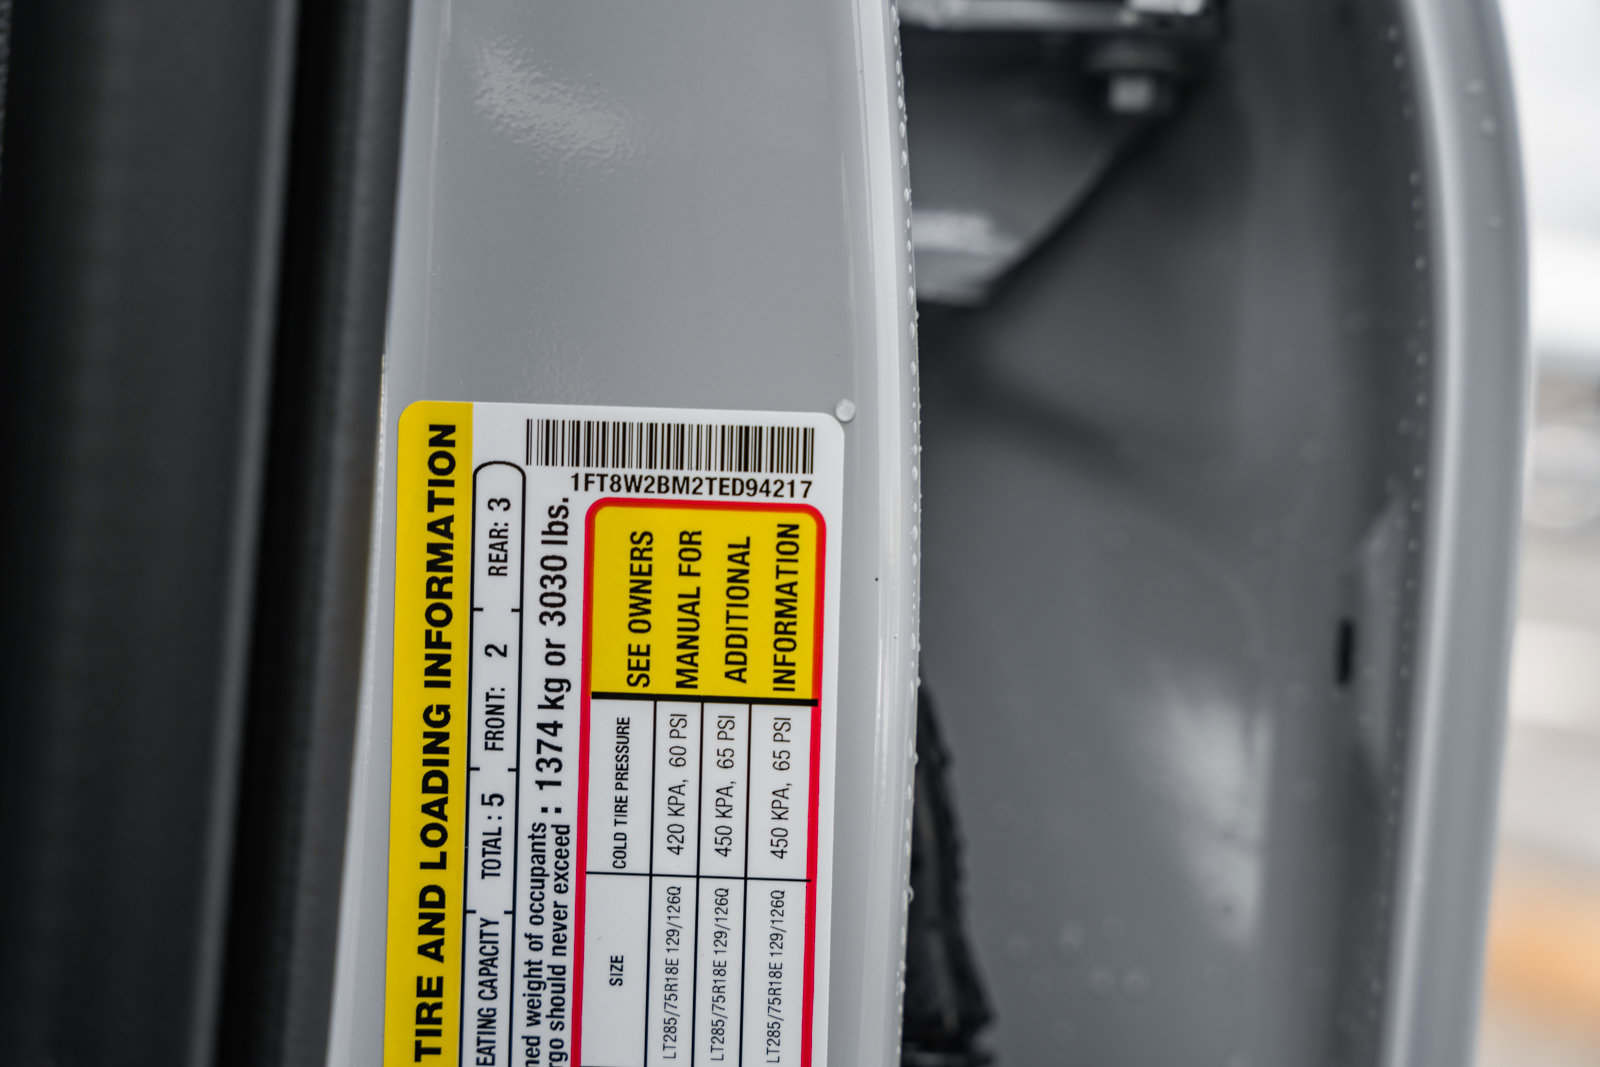 1FT8W2BM2TED94217
TIRE AND LOADING INFORMATION
EATING CAPACITY TOTAL : 5 FRONT: 2 REAR: 3
ned weight of occupants
rgo should never exceed : 1374 kg or 3030 lbs.
SIZE COLD TIRE PRESSURE
LT285/75R18E 129/126Q 420 KPA, 60 PSI
LT285/75R18E 129/126Q 450 KPA, 65 PSI
LT285/75R18E 129/126Q 450 KPA, 65 PSI
SEE OWNERS
MANUAL FOR
ADDITIONAL
INFORMATION